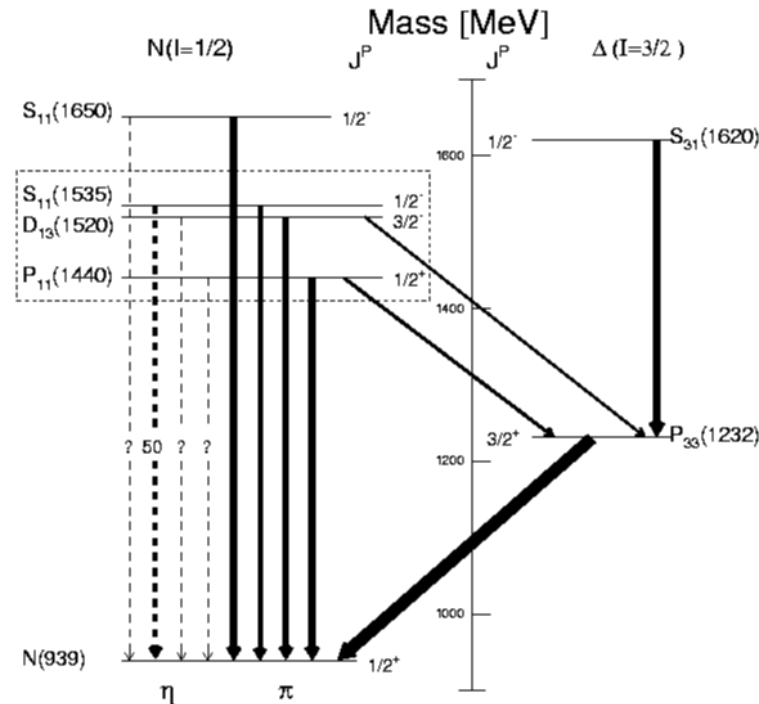 Mass [MeV]
N(I=1/2) J^P J^P Δ (I=3/2 )
S₁₁(1650) 1/2⁻ 1/2⁻ S₃₁(1620)
1600
S₁₁(1535) 1/2⁻
D₁₃(1520) 3/2⁻
P₁₁(1440) 1/2⁺
1400
? 50 ? ? 3/2⁺ P₃₃(1232)
1200
1000
N(939) 1/2⁺
η π